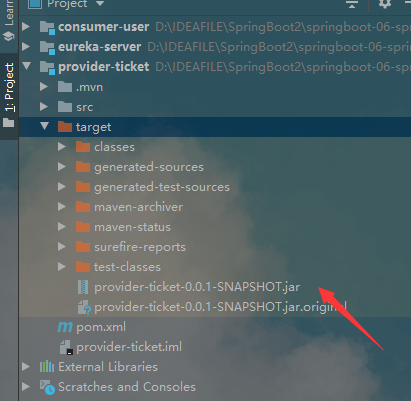 Project
consumer-user D:\IDEAFILE\SpringBoot2\springboot-06-sp
eureka-server D:\IDEAFILE\SpringBoot2\springboot-06-spr
provider-ticket D:\IDEAFILE\SpringBoot2\springboot-06-sp
.mvn
src
target
classes
generated-sources
generated-test-sources
maven-archiver
maven-status
surefire-reports
test-classes
provider-ticket-0.0.1-SNAPSHOT.jar
provider-ticket-0.0.1-SNAPSHOT.jar.original
pom.xml
provider-ticket.iml
External Libraries
Scratches and Consoles
Learn
1: Project